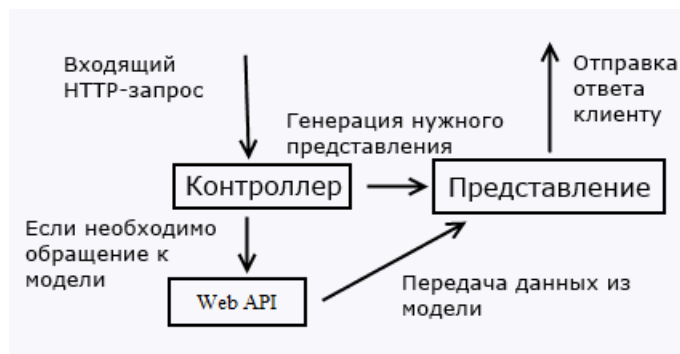 Входящий
HTTP-запрос
Отправка
ответа
клиенту
Генерация нужного
представления
Контроллер
Представление
Если необходимо
обращение к
модели
Web API
Передача данных из
модели